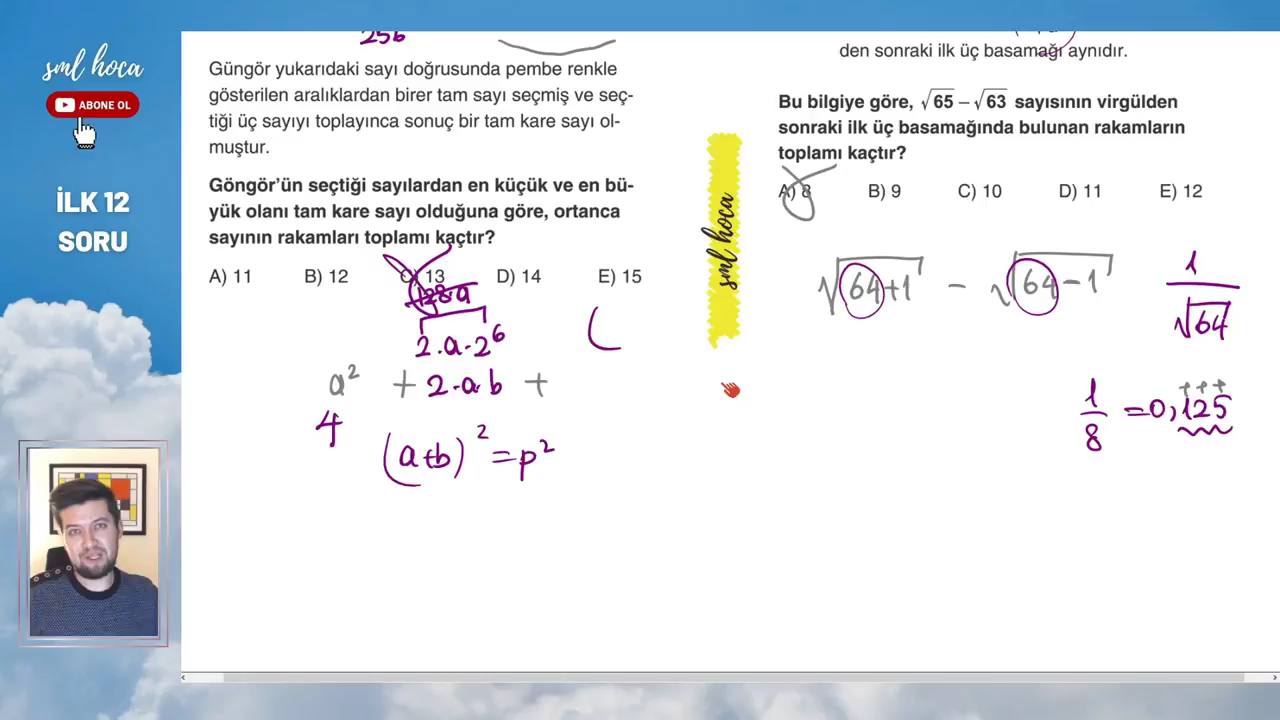 sml hoca
ABONE OL
İLK 12
SORU
256
Güngör yukarıdaki sayı doğrusunda pembe renkle
gösterilen aralıklardan birer tam sayı seçmiş ve seç-
tiği üç sayıyı toplayınca sonuç bir tam kare sayı ol-
muştur.
Göngör'ün seçtiği sayılardan en küçük ve en bü-
yük olanı tam kare sayı olduğuna göre, ortanca
sayının rakamları toplamı kaçtır?
A) 11 B) 12 C) 13 D) 14 E) 15
128·a
2·a·2⁶
a² + 2·a·b +
4
(a+b)² = p²
(
sml hoca
den sonraki ilk üç basamağı aynıdır.
Bu bilgiye göre, √65 – √63 sayısının virgülden
sonraki ilk üç basamağında bulunan rakamların
toplamı kaçtır?
A) 8 B) 9 C) 10 D) 11 E) 12
√64+1 – √64–1
1/√64
+ + +
1/8 = 0,125